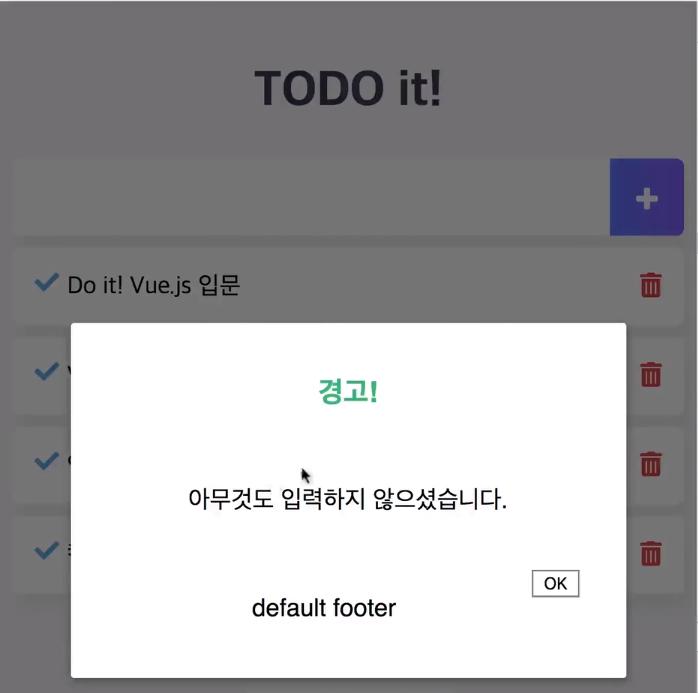 TODO it!
Do it! Vue.js 입문
경고!
아무것도 입력하지 않으셨습니다.
OK
default footer